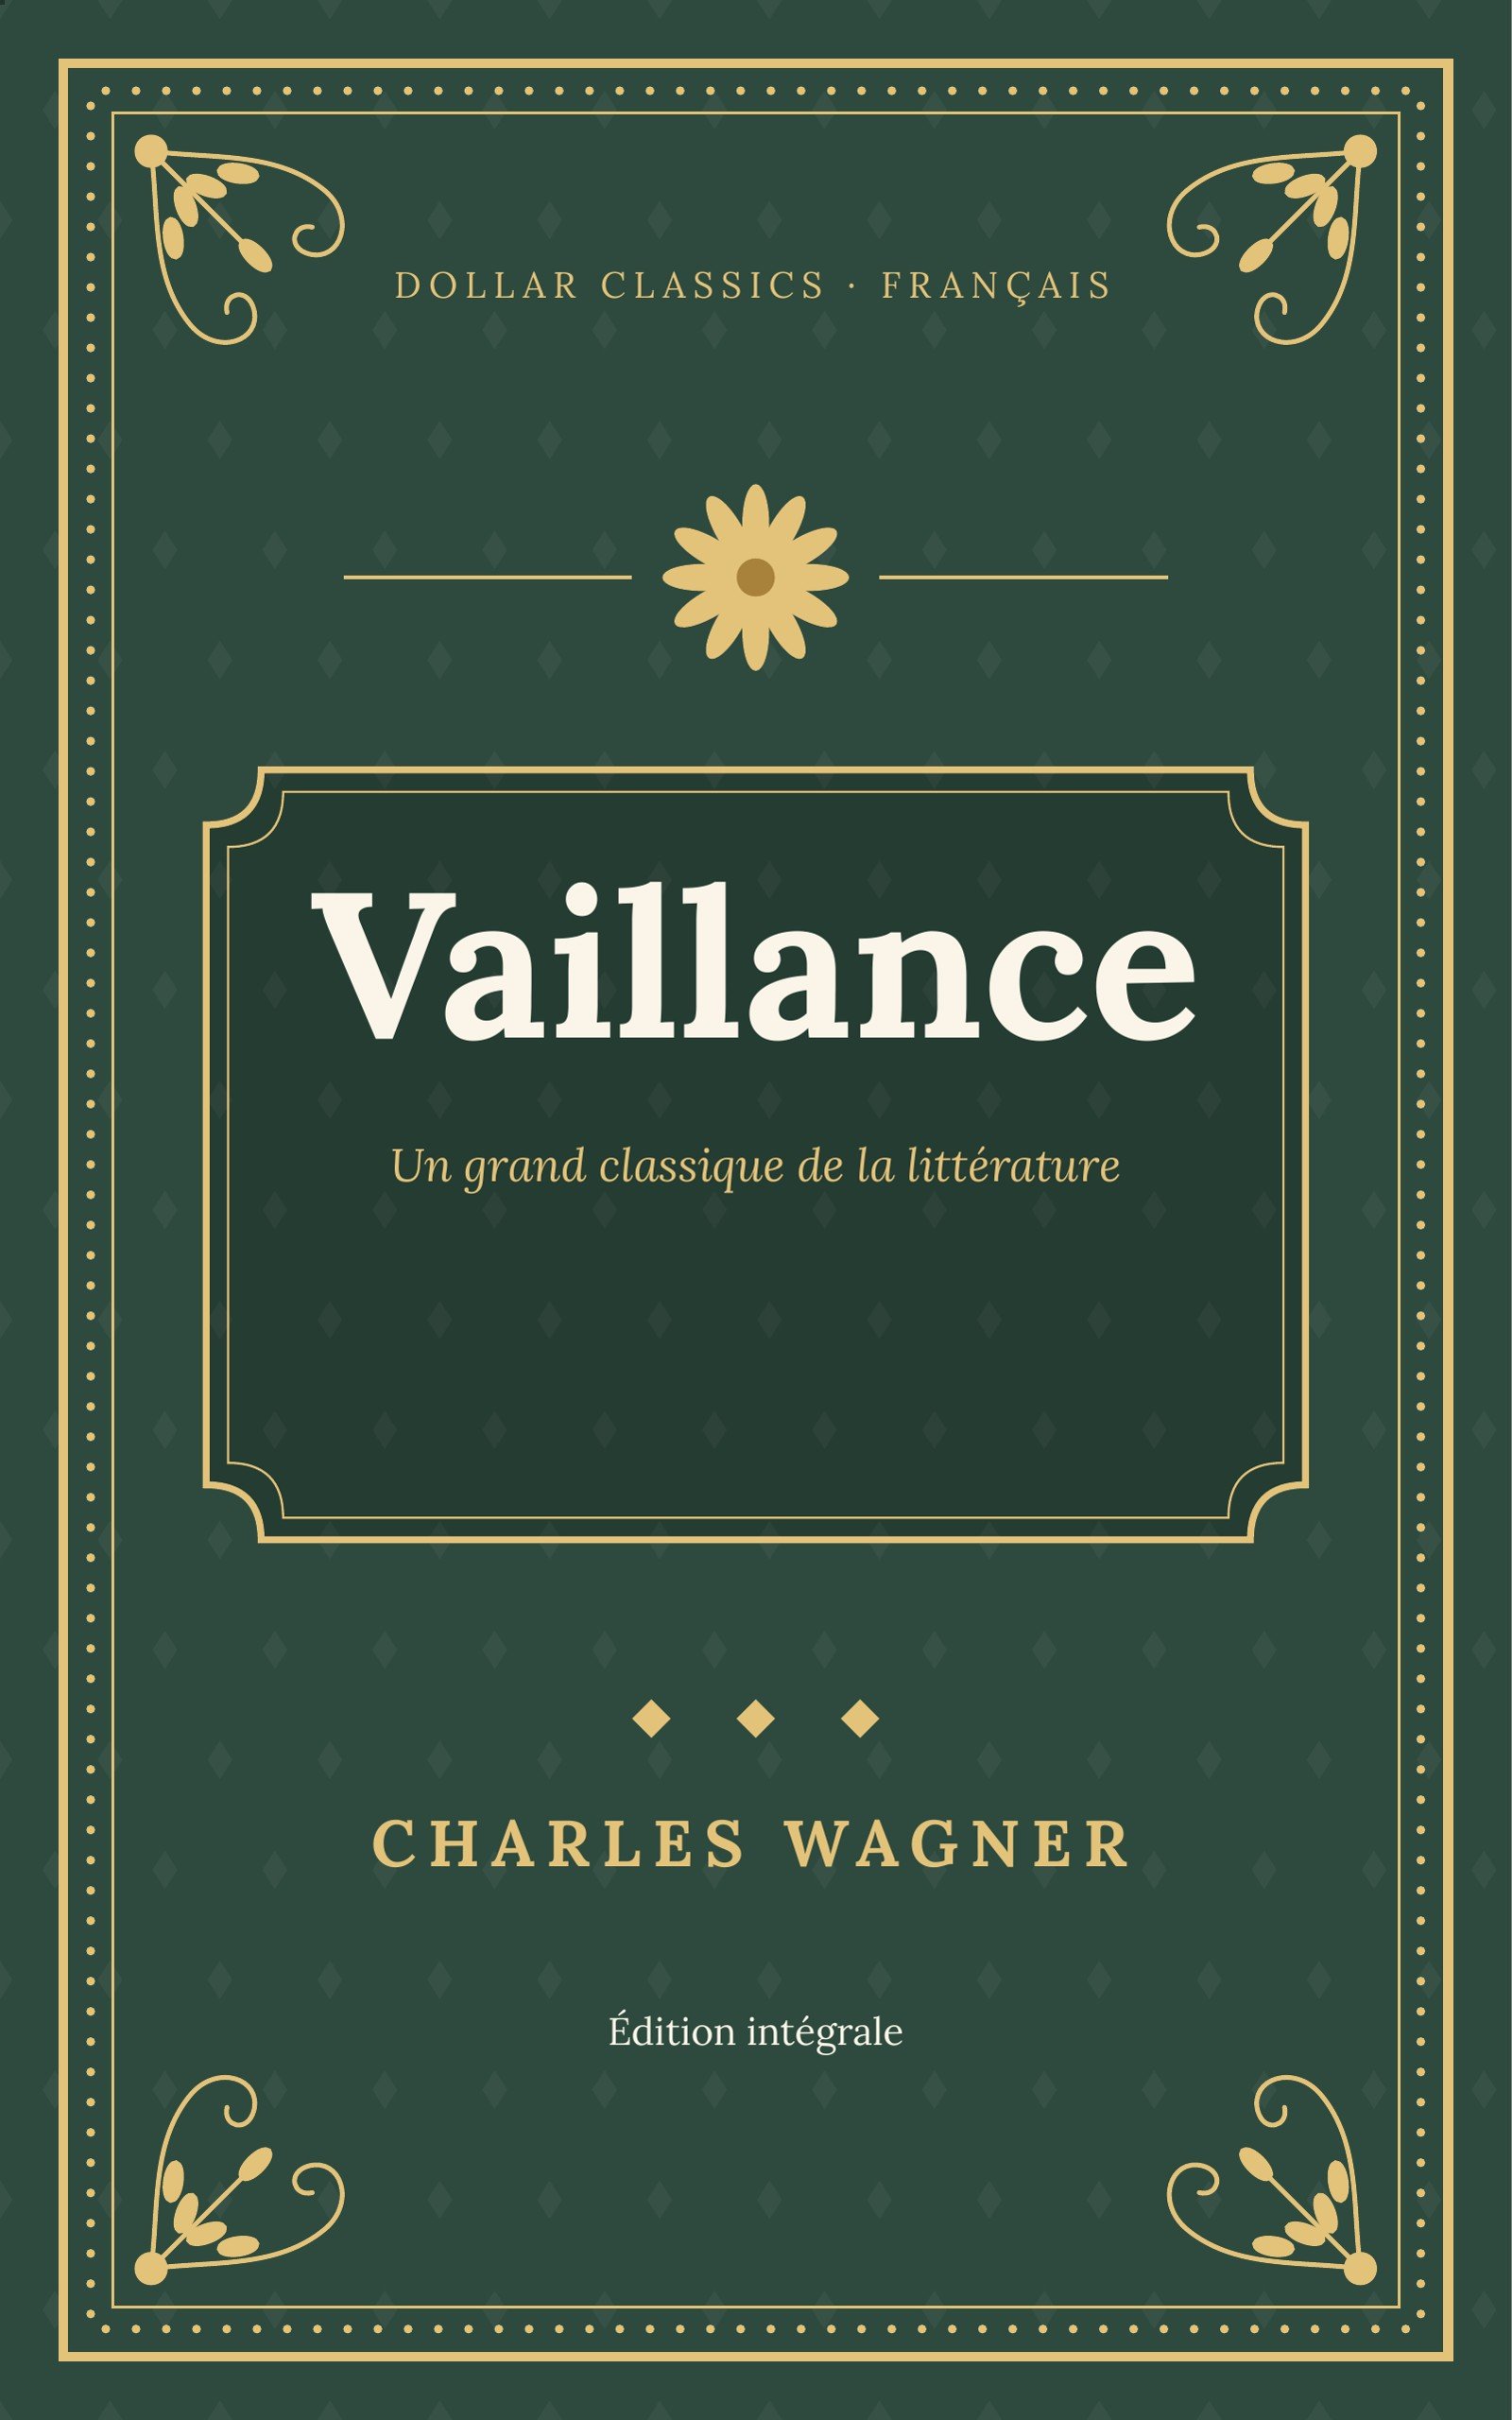 DOLLAR CLASSICS · FRANÇAIS
Vaillance
Un grand classique de la littérature
CHARLES WAGNER
Édition intégrale